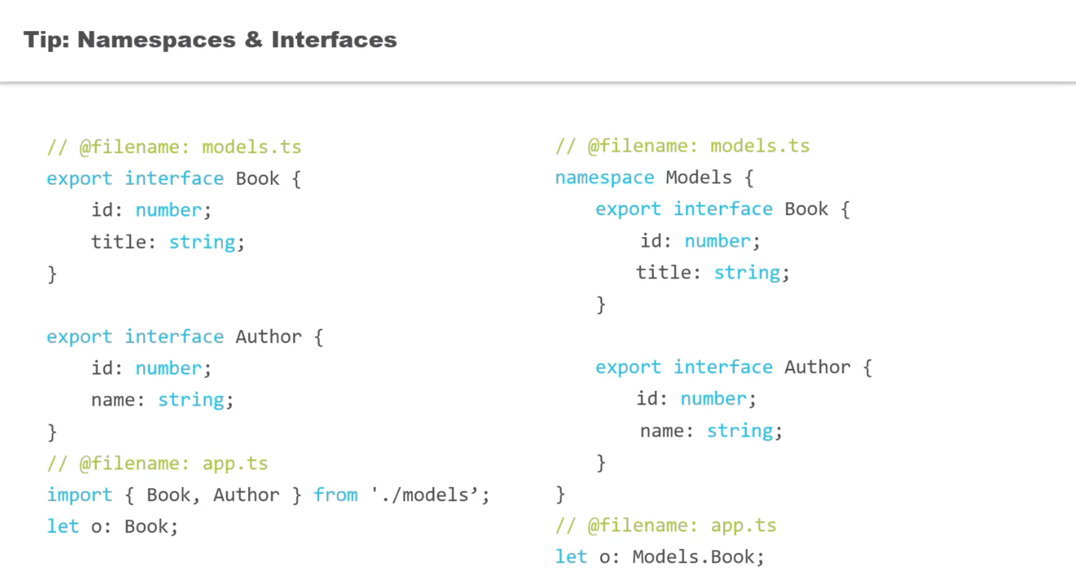 Tip: Namespaces & Interfaces
// @filename: models.ts
export interface Book {
id: number;
title: string;
}
export interface Author {
id: number;
name: string;
}
// @filename: app.ts
import { Book, Author } from './models’;
let o: Book;
// @filename: models.ts
namespace Models {
export interface Book {
id: number;
title: string;
}
export interface Author {
id: number;
name: string;
}
}
// @filename: app.ts
let o: Models.Book;